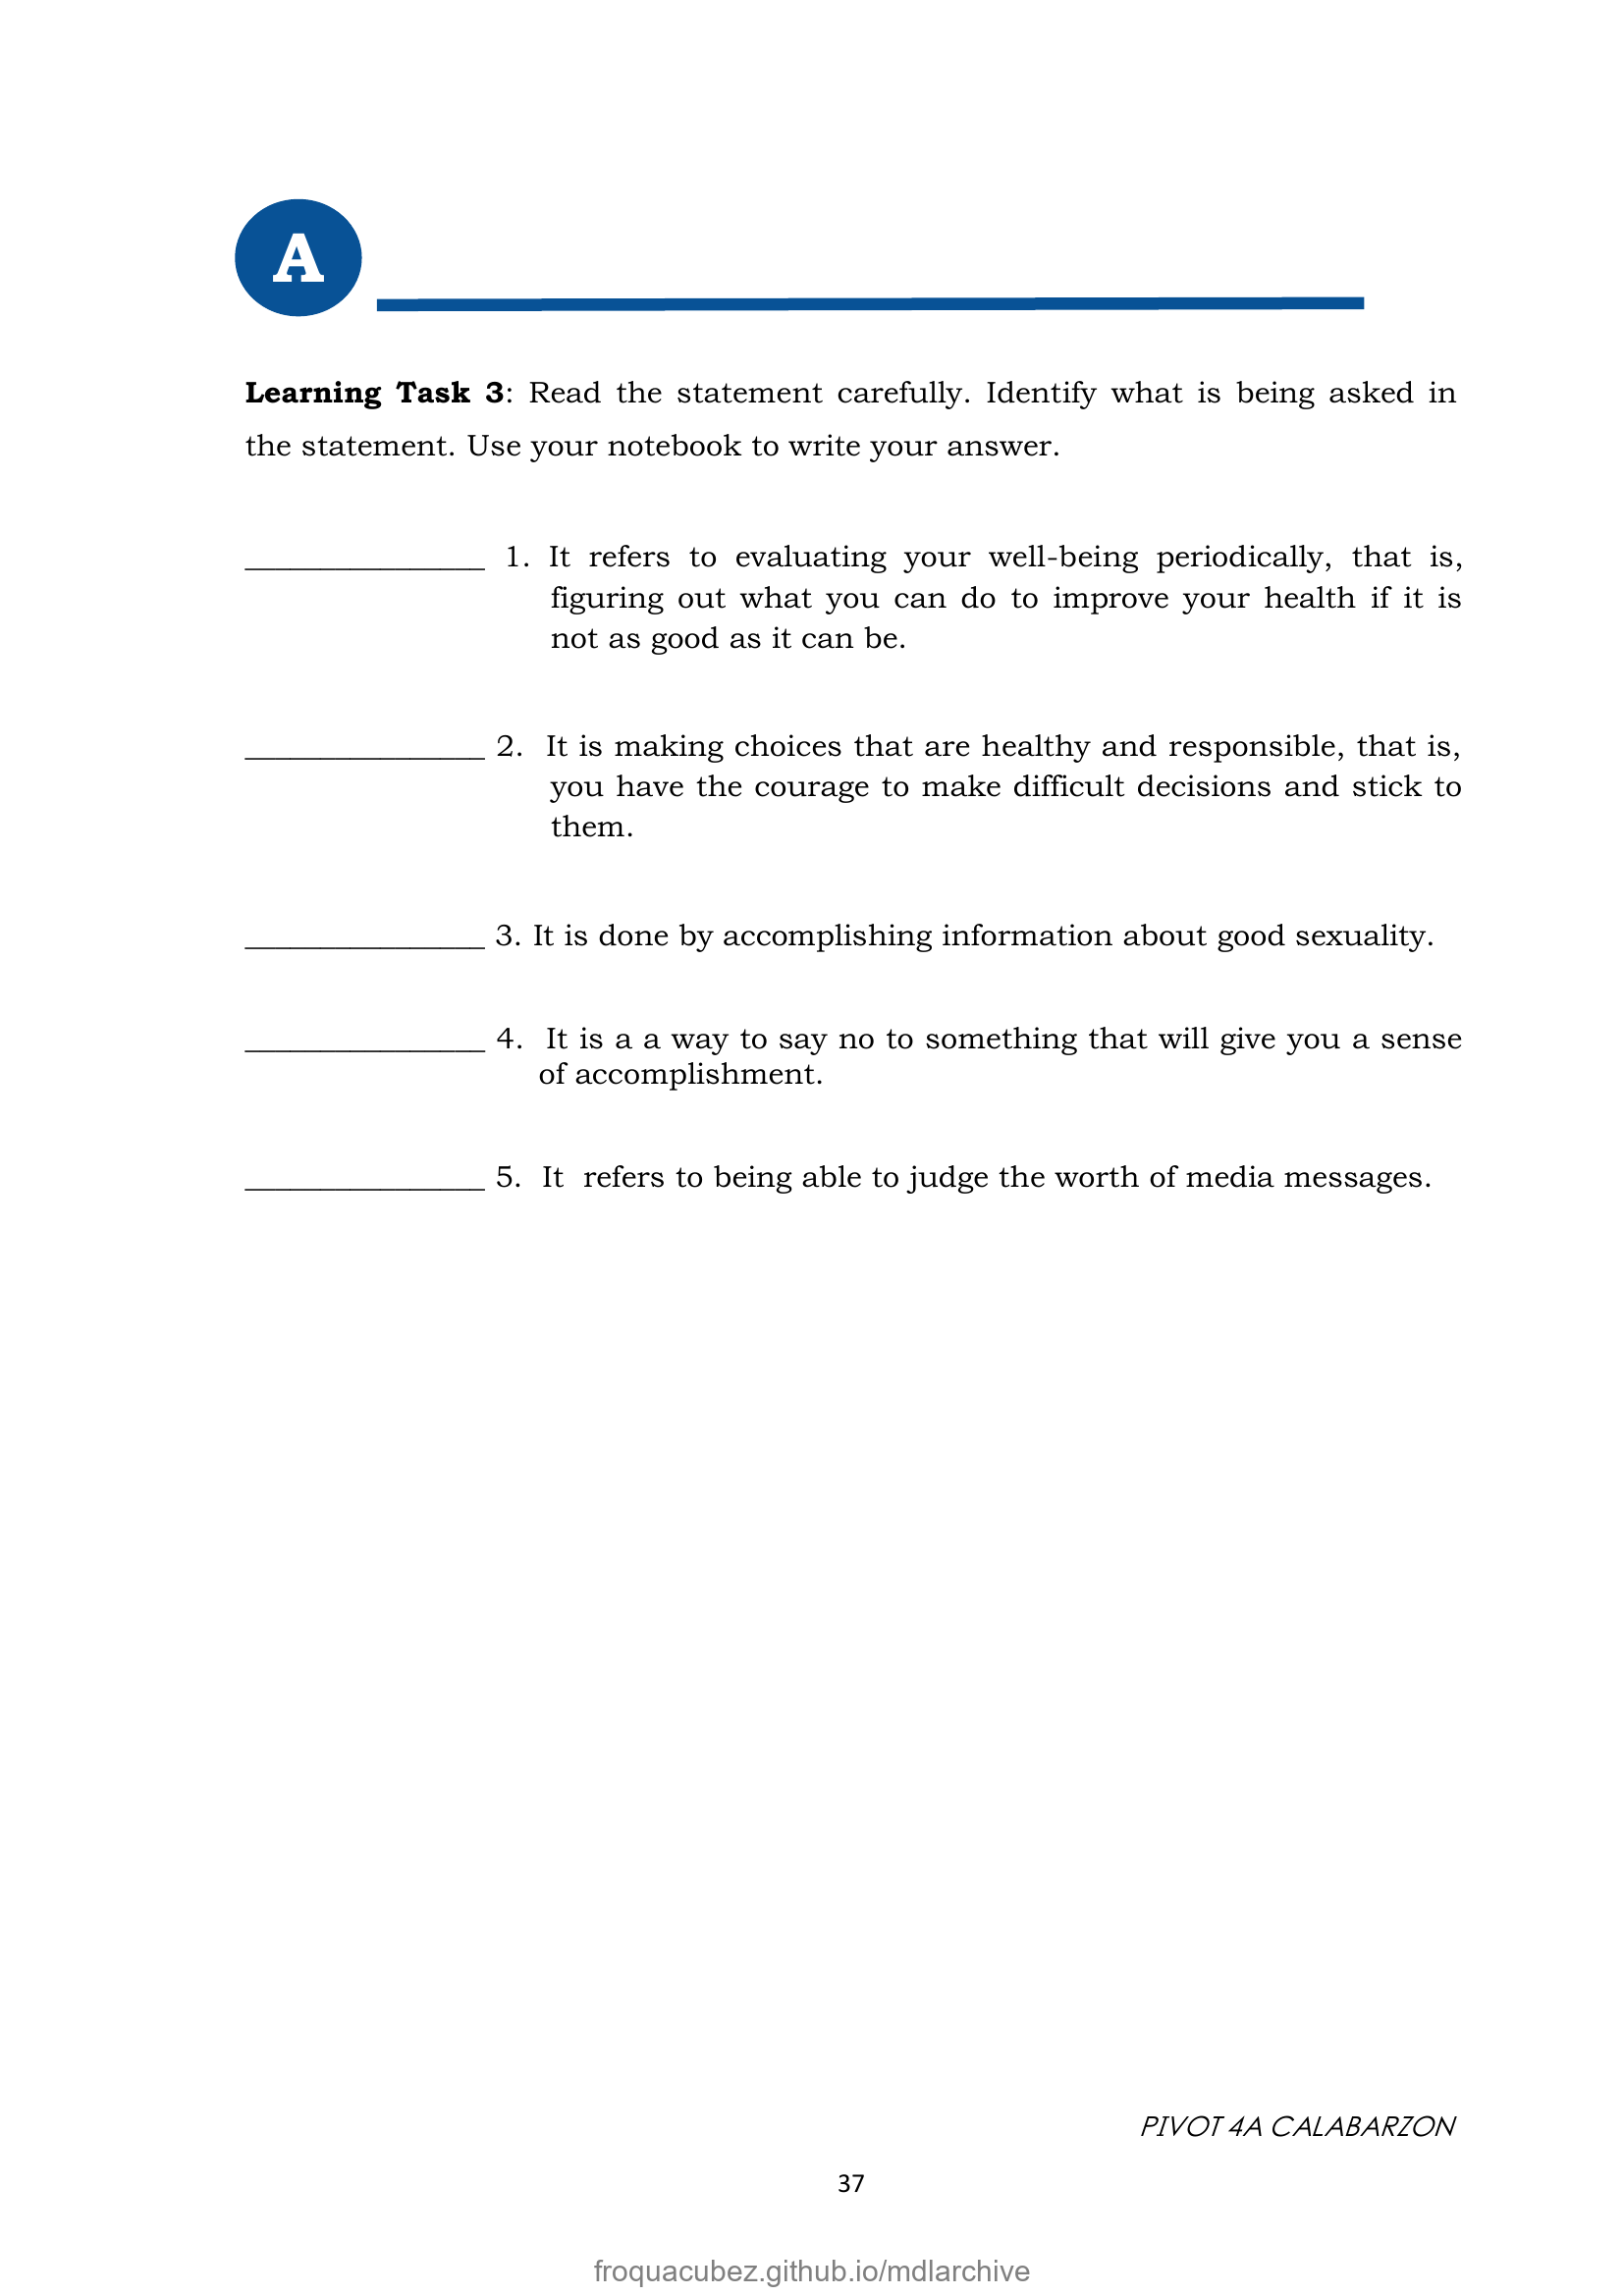 A
Learning Task 3: Read the statement carefully. Identify what is being asked in
the statement. Use your notebook to write your answer.
________________ 1. It refers to evaluating your well-being periodically, that is,
figuring out what you can do to improve your health if it is
not as good as it can be.
________________ 2. It is making choices that are healthy and responsible, that is,
you have the courage to make difficult decisions and stick to
them.
________________ 3. It is done by accomplishing information about good sexuality.
________________ 4. It is a a way to say no to something that will give you a sense
of accomplishment.
________________ 5. It refers to being able to judge the worth of media messages.
PIVOT 4A CALABARZON
37
froquacubez.github.io/mdlarchive